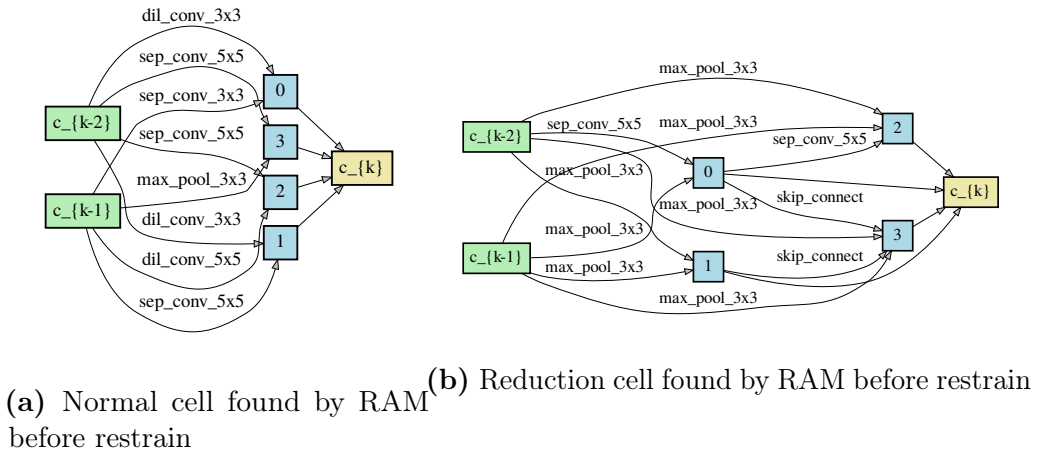 dil_conv_3x3
sep_conv_5x5
sep_conv_3x3
sep_conv_5x5
max_pool_3x3
dil_conv_3x3
dil_conv_5x5
sep_conv_5x5
c_{k-2}
c_{k-1}
0
3
2
1
c_{k}
max_pool_3x3
sep_conv_5x5
max_pool_3x3
sep_conv_5x5
max_pool_3x3
skip_connect
max_pool_3x3
max_pool_3x3
max_pool_3x3
skip_connect
max_pool_3x3
c_{k-2}
c_{k-1}
0
1
2
3
c_{k}
(a) Normal cell found by RAM
before restrain
(b) Reduction cell found by RAM before restrain